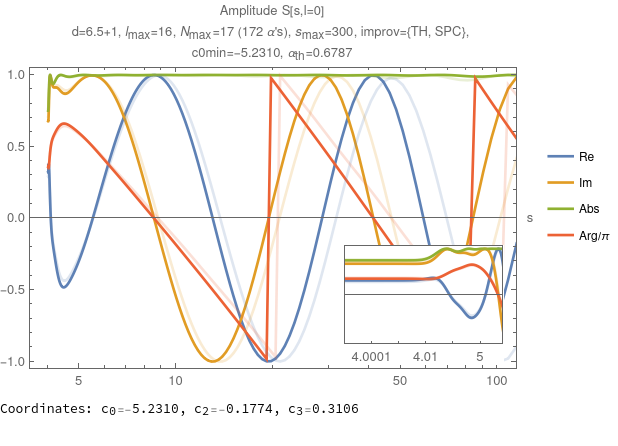 Amplitude S[s,l=0]
d=6.5+1, lmax=16, Nmax=17 (172 α's), smax=300, improv={TH, SPC},
c0min=-5.2310, αth=0.6787
1.0
0.5
0.0
-0.5
-1.0
s
Re
Im
Abs
Arg/π
4.0001 4.01 5
5 10 50 100
Coordinates: c0=-5.2310, c2=-0.1774, c3=0.3106